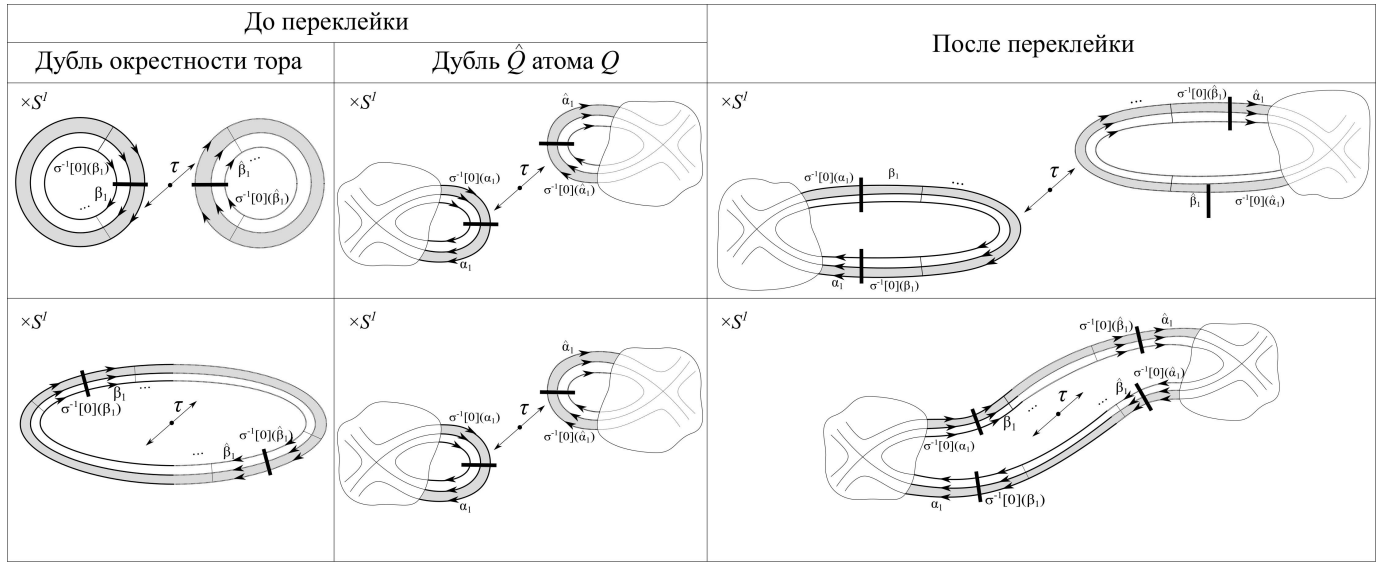 До переклейки
После переклейки
Дубль окрестности тора
Дубль Q̂ атома Q
×S¹
σ⁻¹[0](β₁)
β₁
...
τ
β̂₁
...
σ⁻¹[0](β̂₁)
×S¹
α̂₁
σ⁻¹[0](α̂₁)
τ
σ⁻¹[0](α₁)
α₁
×S¹
...
σ⁻¹[0](β̂₁)
α̂₁
β̂₁
σ⁻¹[0](α̂₁)
τ
σ⁻¹[0](α₁)
β₁
...
α₁
σ⁻¹[0](β₁)
×S¹
β₁
...
σ⁻¹[0](β₁)
τ
σ⁻¹[0](β̂₁)
...
β̂₁
×S¹
α̂₁
σ⁻¹[0](α̂₁)
τ
σ⁻¹[0](α₁)
α₁
×S¹
σ⁻¹[0](β̂₁)
α̂₁
σ⁻¹[0](α̂₁)
β̂₁
...
τ
...
β₁
σ⁻¹[0](α₁)
α₁
σ⁻¹[0](β₁)